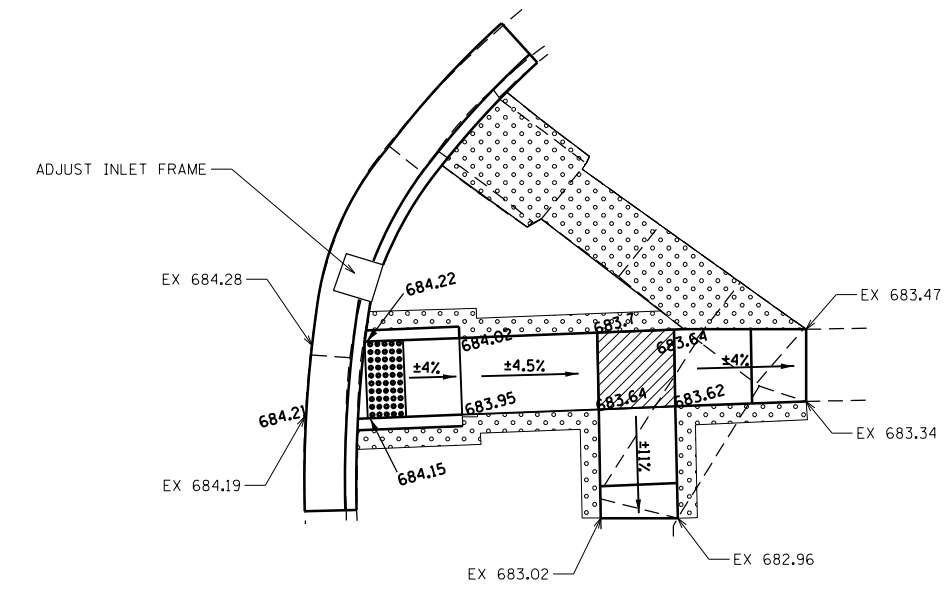 ADJUST INLET FRAME
EX 684.28
684.22
EX 683.47
683.7
684.02
683.64
±4%
±4.5%
±4%
683.95
683.64
683.62
684.21
EX 683.34
±11%
684.15
EX 684.19
EX 682.96
EX 683.02